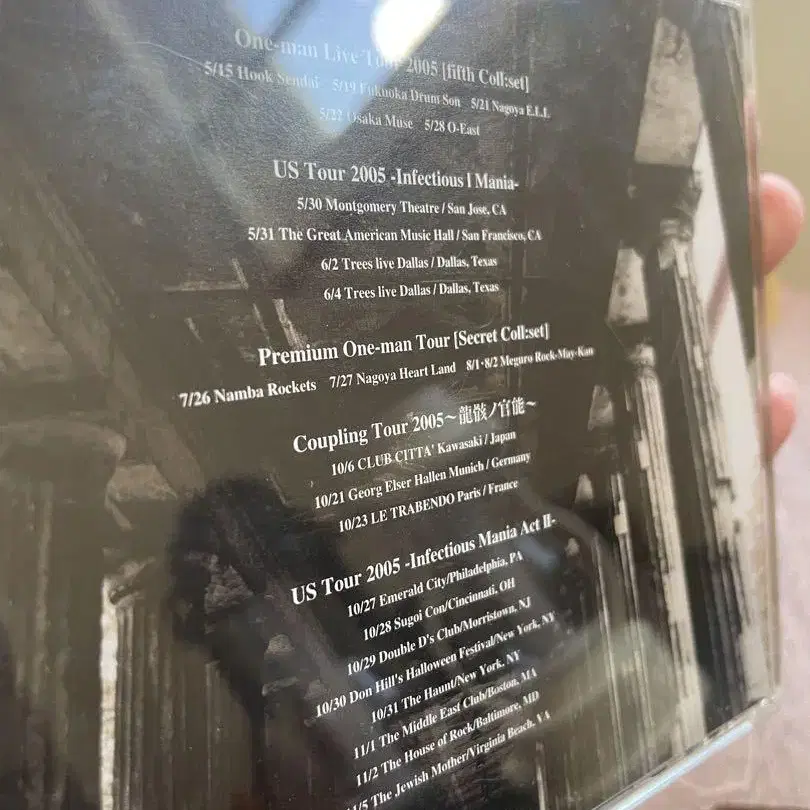 One-man Live Tour 2005 [fifth Coll:set]
5/15 Hook Sendai 5/19 Fukuoka Drum Son 5/21 Nagoya E.L.L
5/22 Osaka Muse 5/28 O-East
US Tour 2005 -Infectious I Mania-
5/30 Montgomery Theatre / San Jose, CA
5/31 The Great American Music Hall / San Francisco, CA
6/2 Trees live Dallas / Dallas, Texas
6/4 Trees live Dallas / Dallas, Texas
Premium One-man Tour [Secret Coll:set]
7/26 Namba Rockets 7/27 Nagoya Heart Land 8/1·8/2 Meguro Rock-May-Kan
Coupling Tour 2005～龍骸ノ官能～
10/6 CLUB CITTA' Kawasaki / Japan
10/21 Georg Elser Hallen Munich / Germany
10/23 LE TRABENDO Paris / France
US Tour 2005 -Infectious Mania Act II-
10/27 Emerald City/Philadelphia, PA
10/28 Sugoi Con/Cincinnati, OH
10/29 Double D's Club/Morristown, NJ
10/30 Don Hill's Halloween Festival/New York, NY
10/31 The Haunt/New York, NY
11/1 The Middle East Club/Boston, MA
11/2 The House of Rock/Baltimore, MD
The Jewish Mother/Virginia Beach, VA